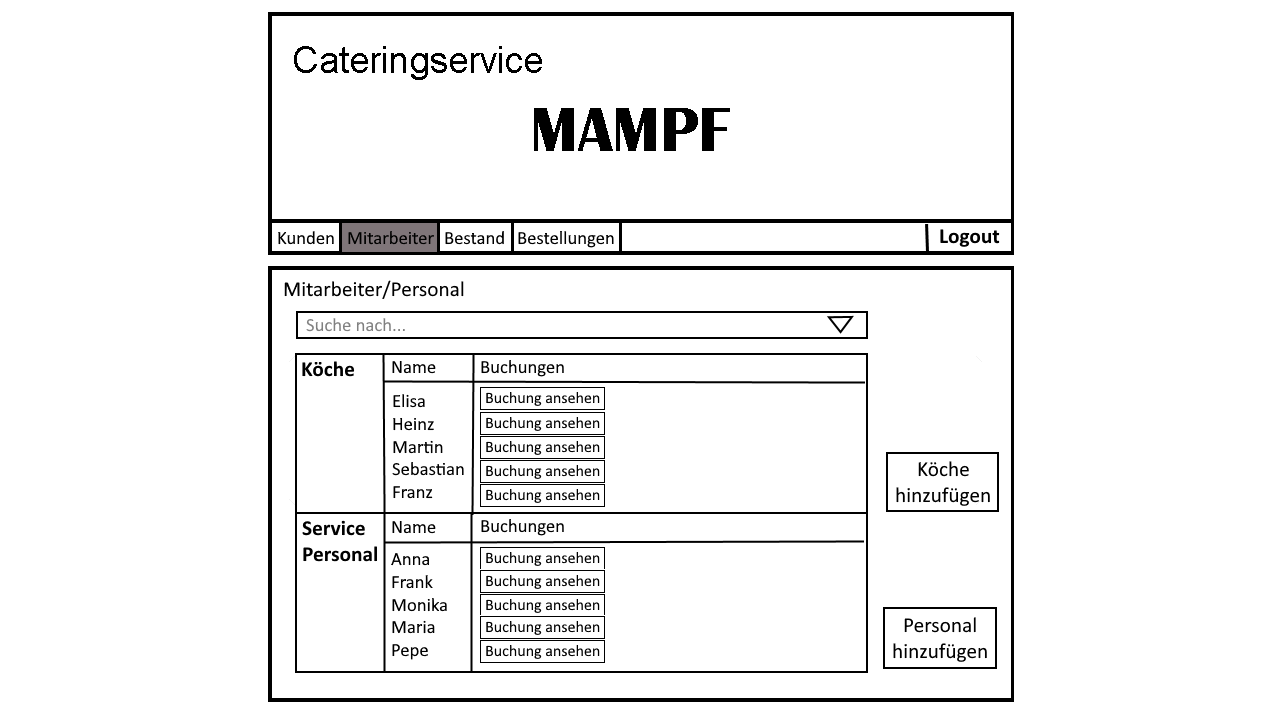 Cateringservice
MAMPF
Kunden Mitarbeiter Bestand Bestellungen Logout
Mitarbeiter/Personal
Suche nach...
Köche Name Buchungen
Elisa Buchung ansehen
Heinz Buchung ansehen
Martin Buchung ansehen
Sebastian Buchung ansehen
Franz Buchung ansehen
Köche
hinzufügen
Service
Personal
Name Buchungen
Anna Buchung ansehen
Frank Buchung ansehen
Monika Buchung ansehen
Maria Buchung ansehen
Pepe Buchung ansehen
Personal
hinzufügen